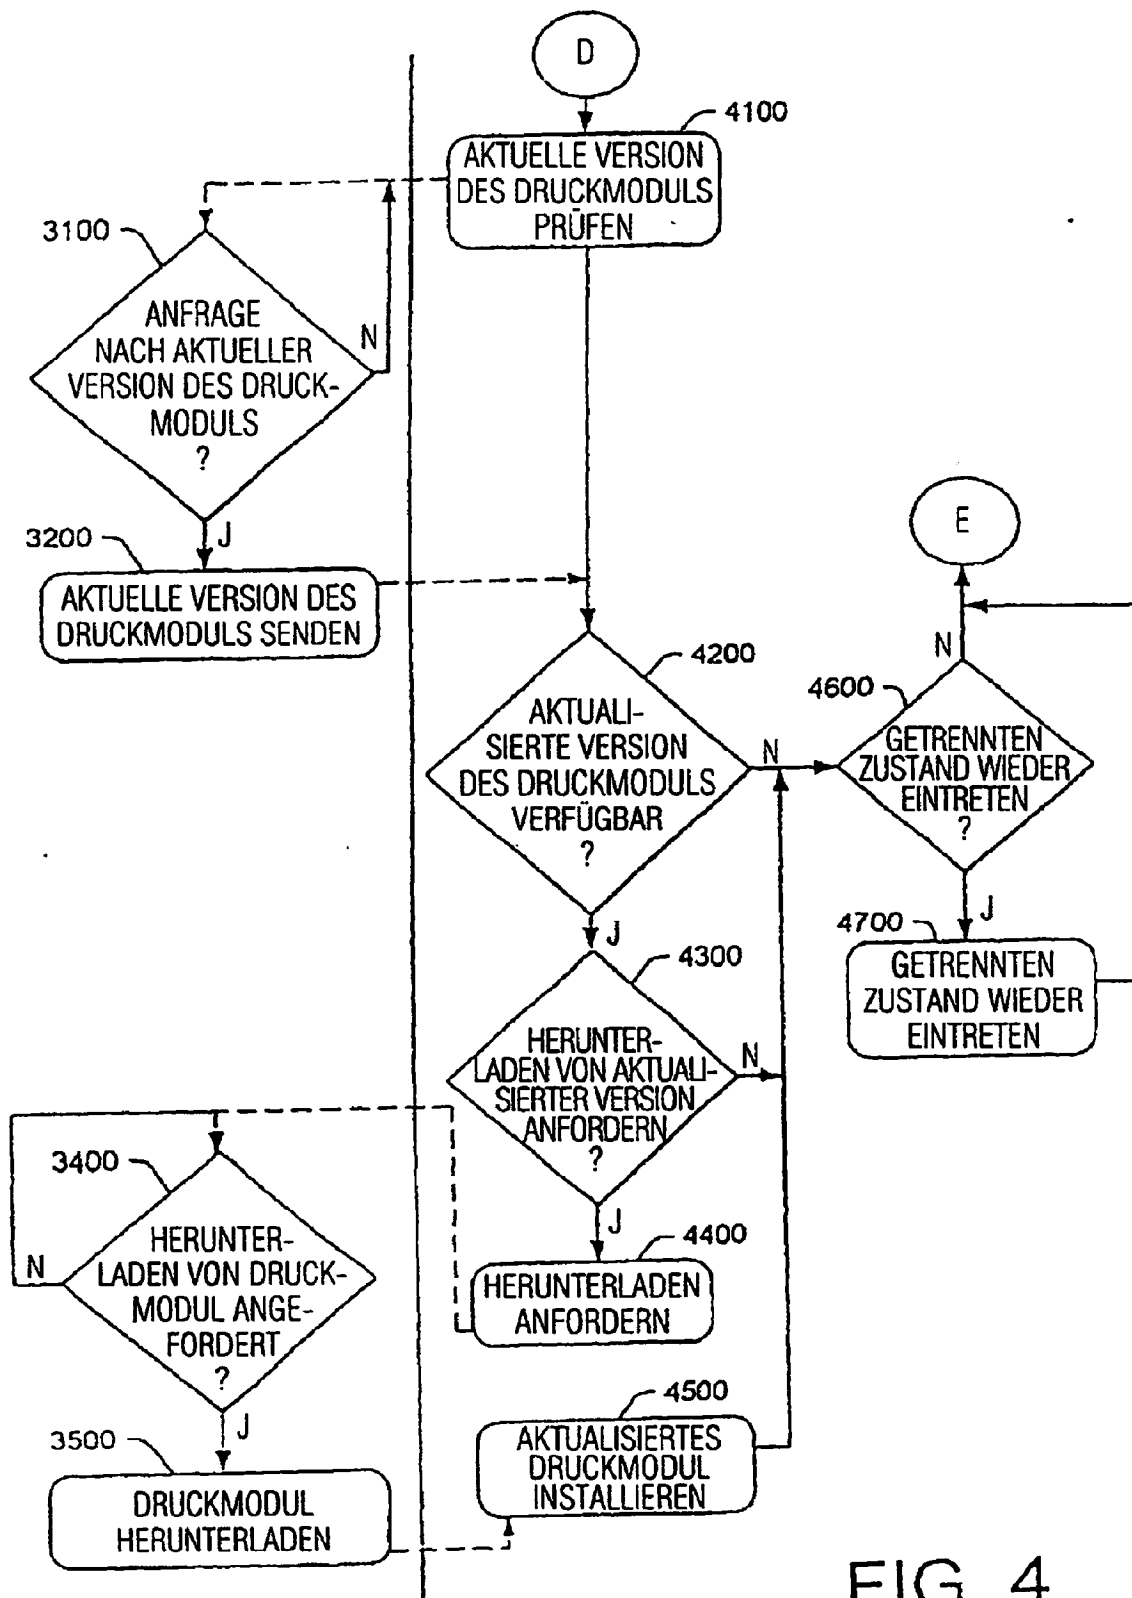 D
4100
AKTUELLE VERSION
DES DRUCKMODULS
PRÜFEN
3100
ANFRAGE
NACH AKTUELLER
VERSION DES DRUCK-
MODULS
?
N
J
3200
AKTUELLE VERSION DES
DRUCKMODULS SENDEN
E
4200
AKTUALI-
SIERTE VERSION
DES DRUCKMODULS
VERFÜGBAR
?
N
J
4600
GETRENNTEN
ZUSTAND WIEDER
EINTRETEN
?
N
J
4700
GETRENNTEN
ZUSTAND WIEDER
EINTRETEN
4300
HERUNTER-
LADEN VON AKTUALI-
SIERTER VERSION
ANFORDERN
?
N
J
3400
HERUNTER-
LADEN VON DRUCK-
MODUL ANGE-
FORDERT
?
N
J
4400
HERUNTERLADEN
ANFORDERN
4500
AKTUALISIERTES
DRUCKMODUL
INSTALLIEREN
3500
DRUCKMODUL
HERUNTERLADEN
FIG. 4